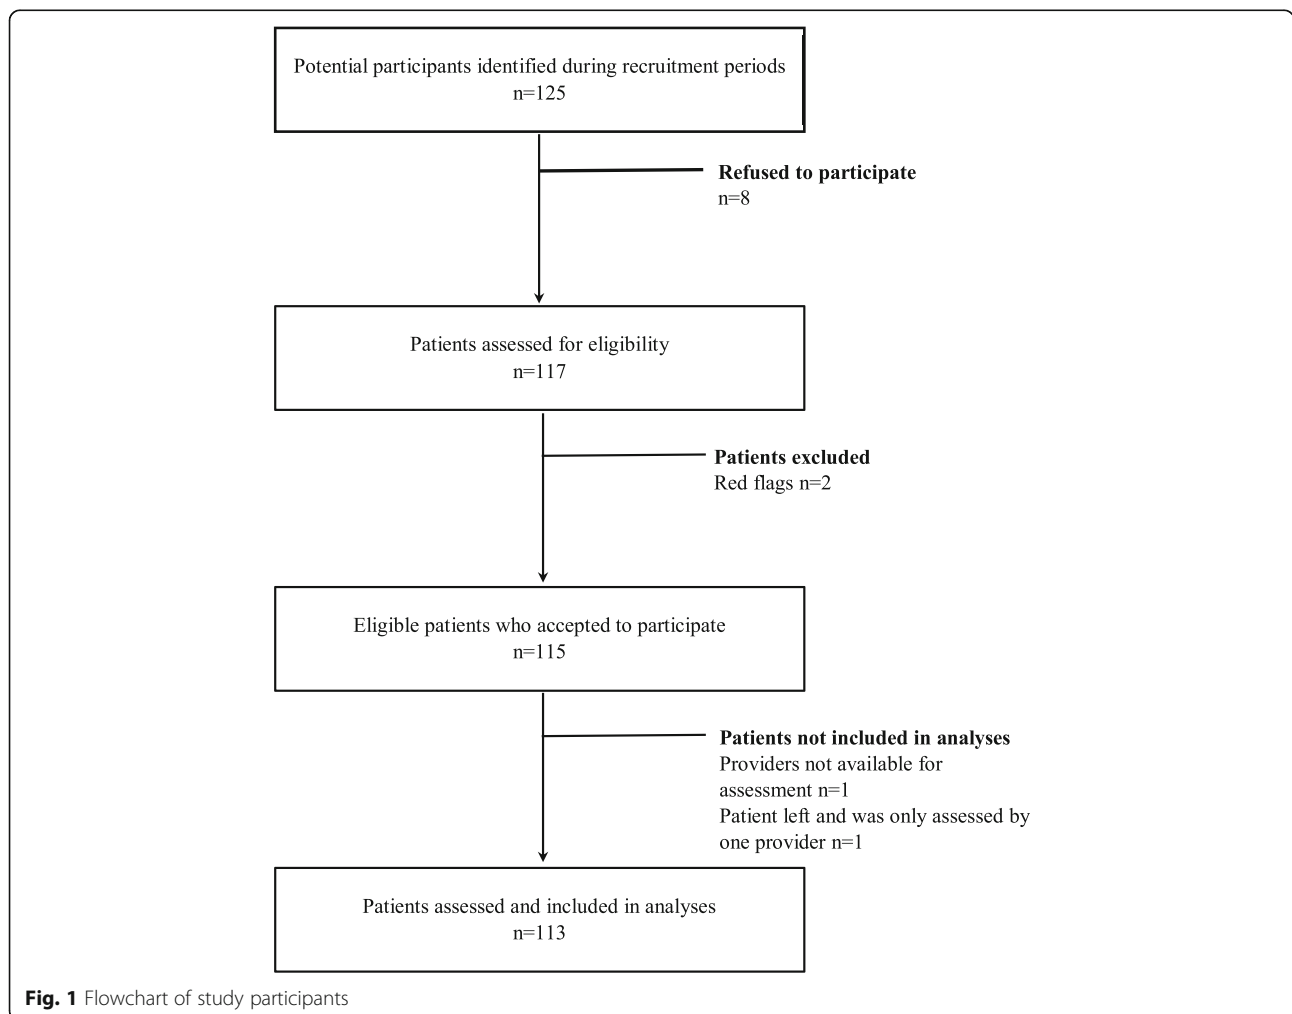 Potential participants identified during recruitment periods
n=125
Refused to participate
n=8
Patients assessed for eligibility
n=117
Patients excluded
Red flags n=2
Eligible patients who accepted to participate
n=115
Patients not included in analyses
Providers not available for
assessment n=1
Patient left and was only assessed by
one provider n=1
Patients assessed and included in analyses
n=113
Fig. 1 Flowchart of study participants